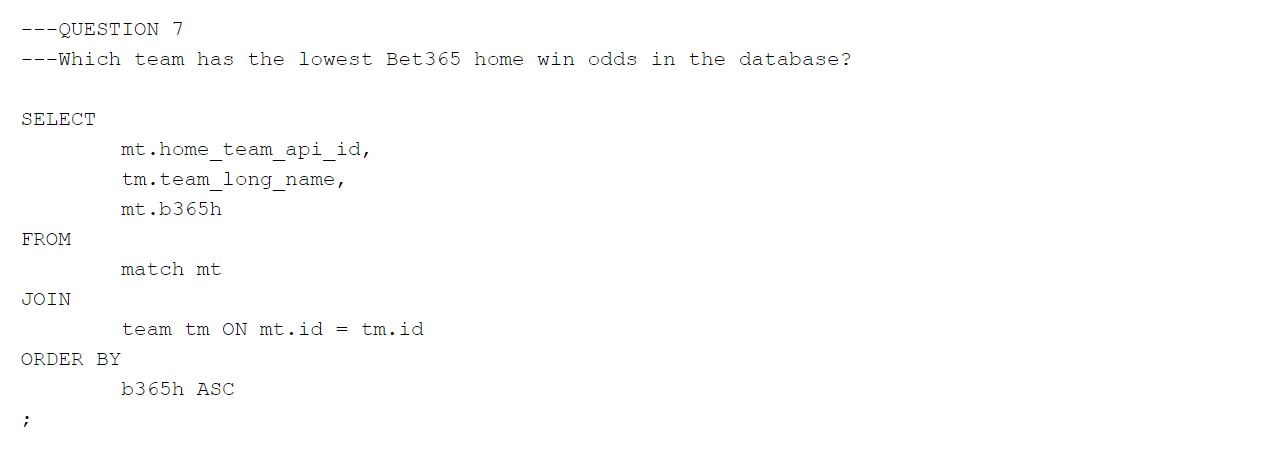 ---QUESTION 7
---Which team has the lowest Bet365 home win odds in the database?
SELECT
mt.home_team_api_id,
tm.team_long_name,
mt.b365h
FROM
match mt
JOIN
team tm ON mt.id = tm.id
ORDER BY
b365h ASC
;